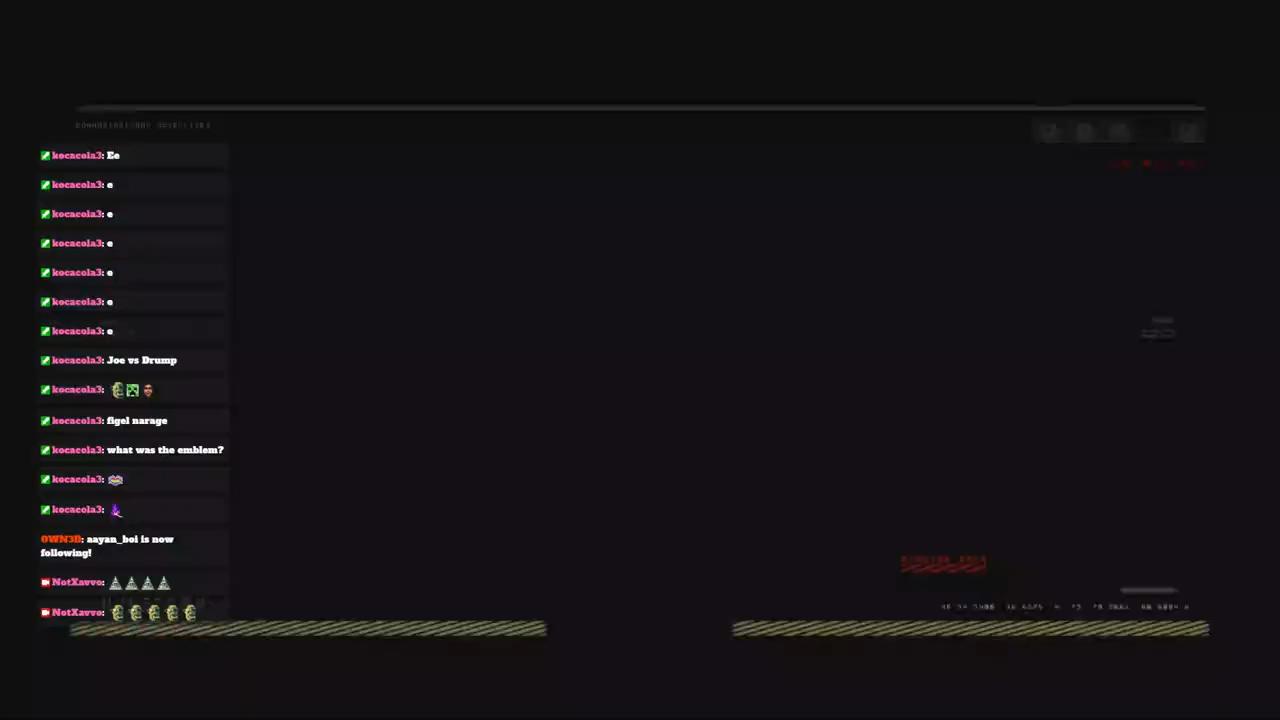 kocacola3: Ee
kocacola3: e
kocacola3: e
kocacola3: e
kocacola3: e
kocacola3: e
kocacola3: e
kocacola3: Joe vs Drump
kocacola3:
kocacola3: figel narage
kocacola3: what was the emblem?
kocacola3:
kocacola3:
OWN3D: aayan_boi is now
following!
NotXavvo:
NotXavvo: